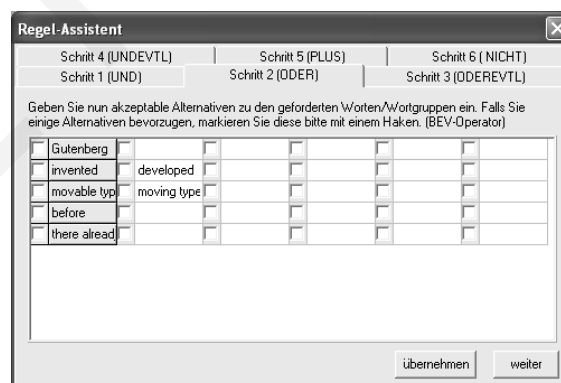 Regel-Assistent
Schritt 4 (UNDEVTL) Schritt 5 (PLUS) Schritt 6 ( NICHT)
Schritt 1 (UND) Schritt 2 (ODER) Schritt 3 (ODEREVTL)
Geben Sie nun akzeptable Alternativen zu den geforderten Worten/Wortgruppen ein. Falls Sie
einige Alternativen bevorzugen, markieren Sie diese bitte mit einem Haken. (BEV-Operator)
Gutenberg
invented developed
movable typ moving type
before
there alread
übernehmen weiter